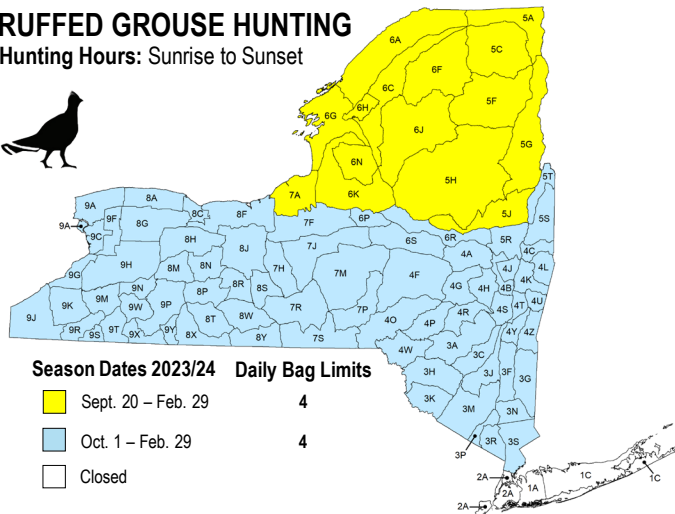 RUFFED GROUSE HUNTING
Hunting Hours: Sunrise to Sunset
5A
6A
5C
6F
6C
5F
6H
6G
6J
5G
6N
5H
5T
7A
6K
5J
9A
8A
8C
8F
6P
5S
9A
9F
8G
7F
9C
6S
6R
5R
8H
8J
7J
4A
4C
9H
8M
8N
7H
7M
4F
4J
4L
9G
8R
8S
4G
4H
4B
4K
9K
9M
9N
8P
4U
9J
9W
9P
7R
7P
4R
4S
4T
8T
8W
4O
4P
9R
9S
9T
9X
9Y
8X
8Y
7S
4Y
4Z
4W
3A
3C
3H
3J
3F
3G
3K
3M
3N
3P
3R
3S
2A
1C
2A
1A
1C
2A
Season Dates 2023/24 Daily Bag Limits
Sept. 20 – Feb. 29 4
Oct. 1 – Feb. 29 4
Closed